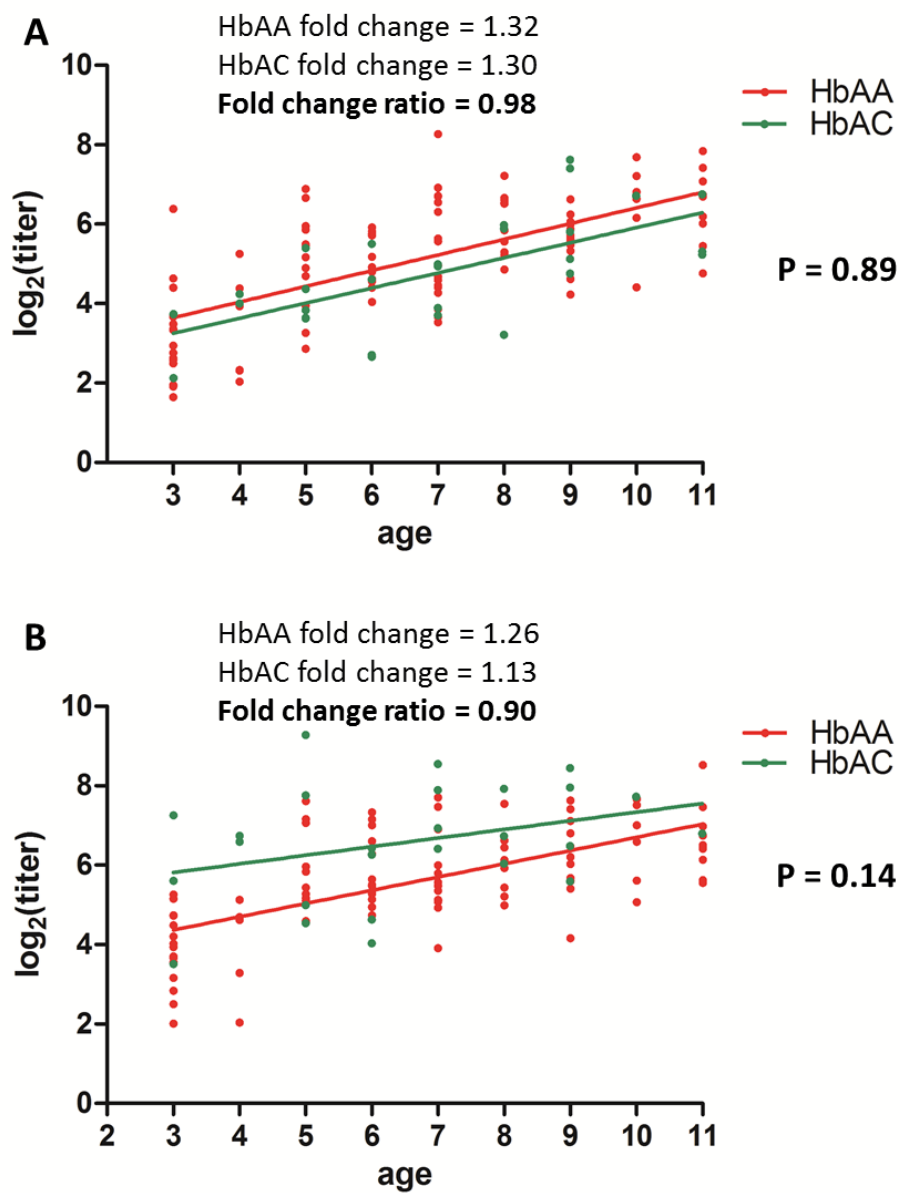 A
HbAA fold change = 1.32
HbAC fold change = 1.30
Fold change ratio = 0.98
HbAA
HbAC
10
8
6
4
2
0
log2(titer)
P = 0.89
3 4 5 6 7 8 9 10 11
age
B
HbAA fold change = 1.26
HbAC fold change = 1.13
Fold change ratio = 0.90
HbAA
HbAC
10
8
6
4
2
0
log2(titer)
P = 0.14
2 3 4 5 6 7 8 9 10 11
age